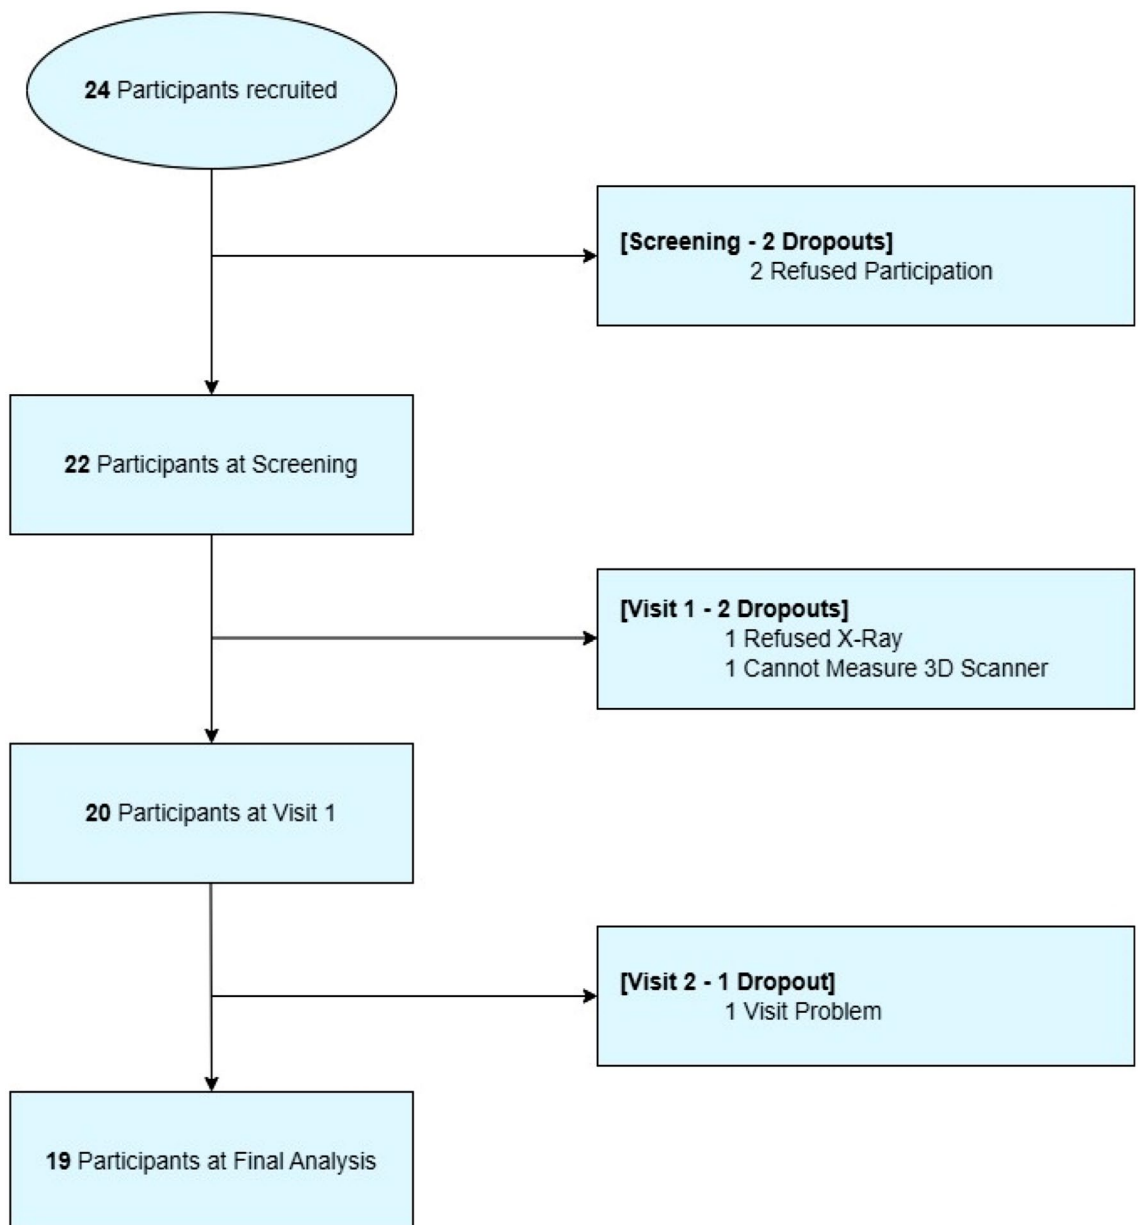 24 Participants recruited
[Screening - 2 Dropouts]
2 Refused Participation
22 Participants at Screening
[Visit 1 - 2 Dropouts]
1 Refused X-Ray
1 Cannot Measure 3D Scanner
20 Participants at Visit 1
[Visit 2 - 1 Dropout]
1 Visit Problem
19 Participants at Final Analysis